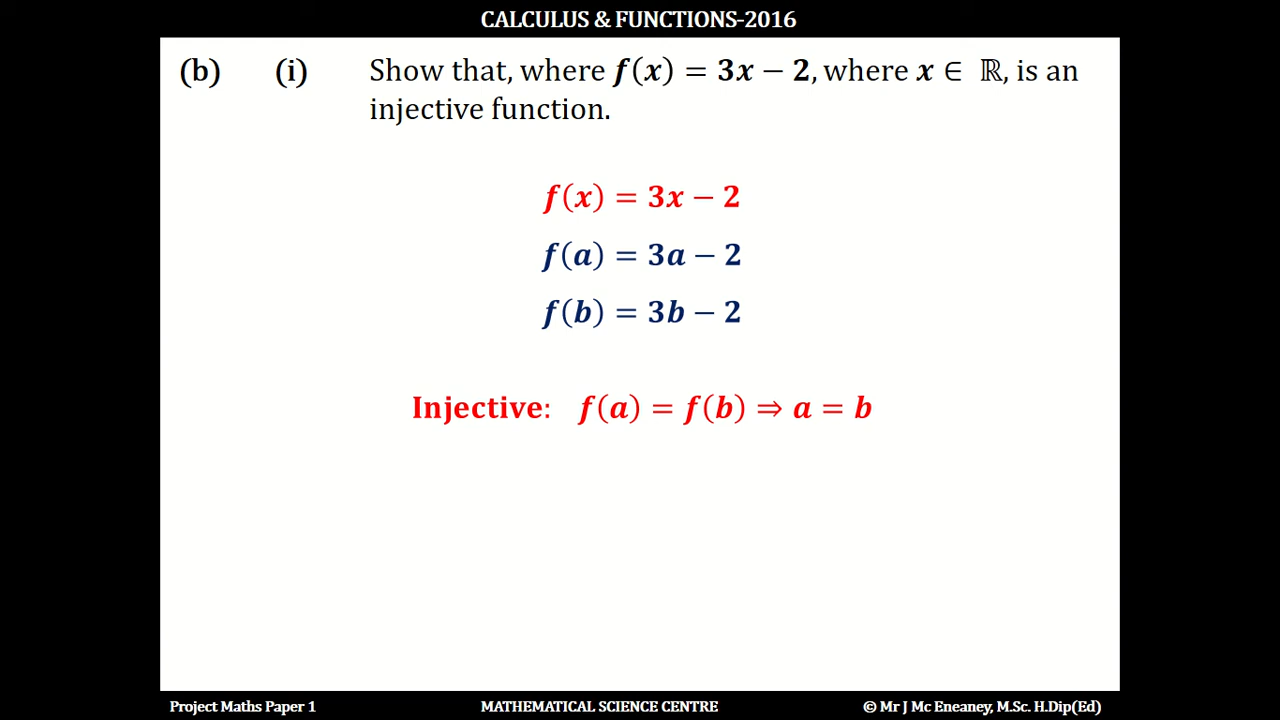 CALCULUS & FUNCTIONS-2016
(b) (i) Show that, where f(x) = 3x − 2, where x ∈ ℝ, is an
injective function.
f(x) = 3x − 2
f(a) = 3a − 2
f(b) = 3b − 2
Injective: f(a) = f(b) ⇒ a = b
Project Maths Paper 1 MATHEMATICAL SCIENCE CENTRE © Mr J Mc Eneaney, M.Sc. H.Dip(Ed)